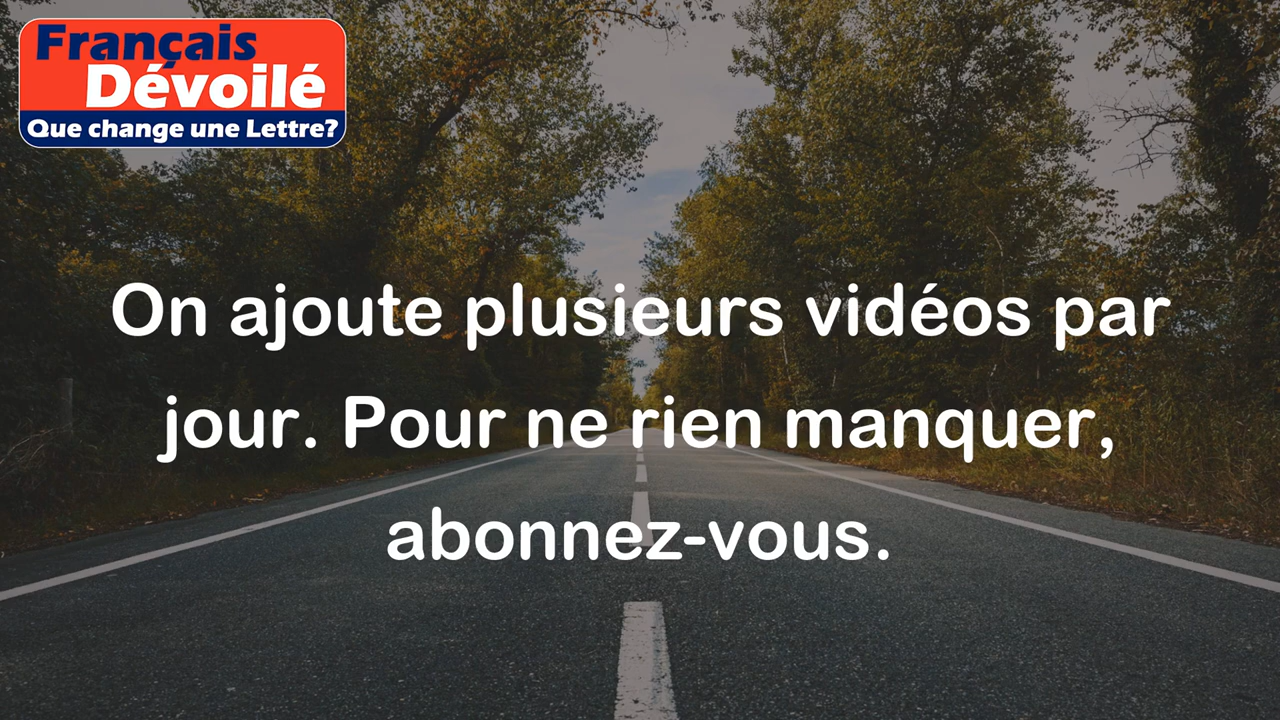 Français
Dévoilé
Que change une Lettre?
On ajoute plusieurs vidéos par
jour. Pour ne rien manquer,
abonnez-vous.